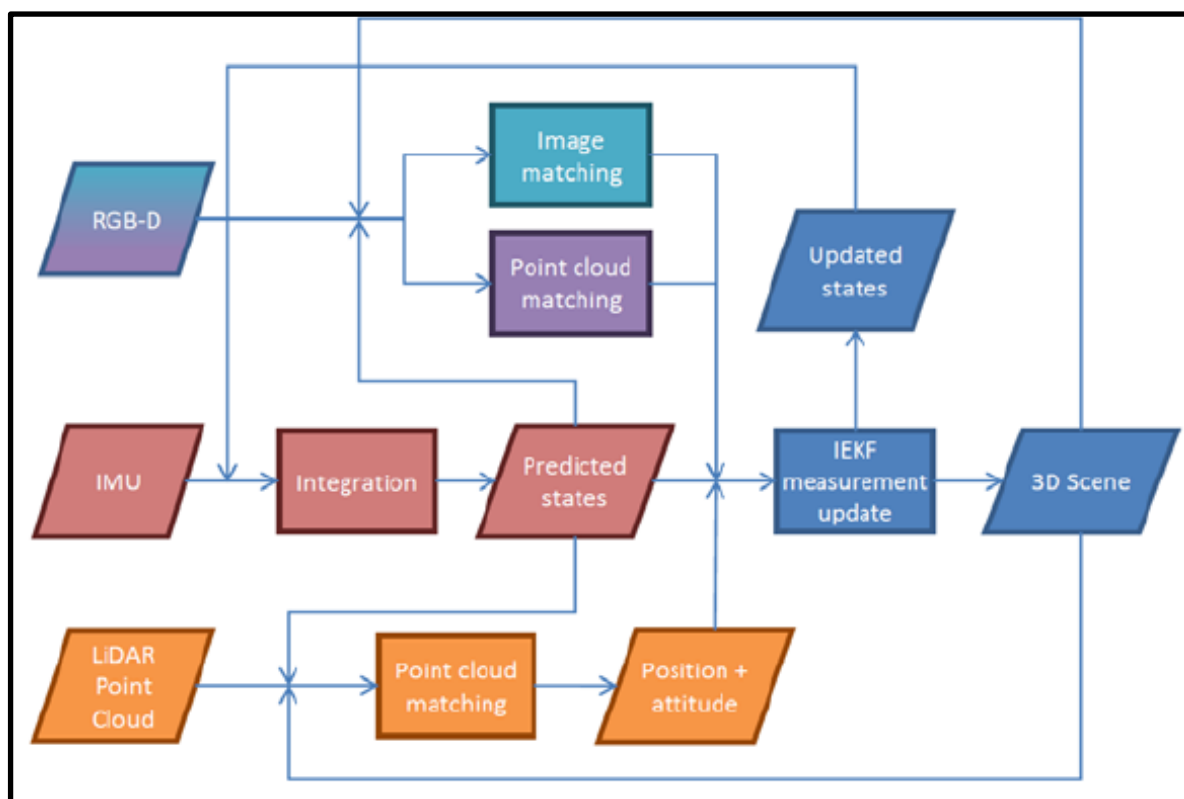 Image
matching
RGB-D
Point cloud
matching
Updated
states
IMU
Integration
Predicted
states
IEKF
measurement
update
3D Scene
LiDAR
Point
Cloud
Point cloud
matching
Position +
attitude